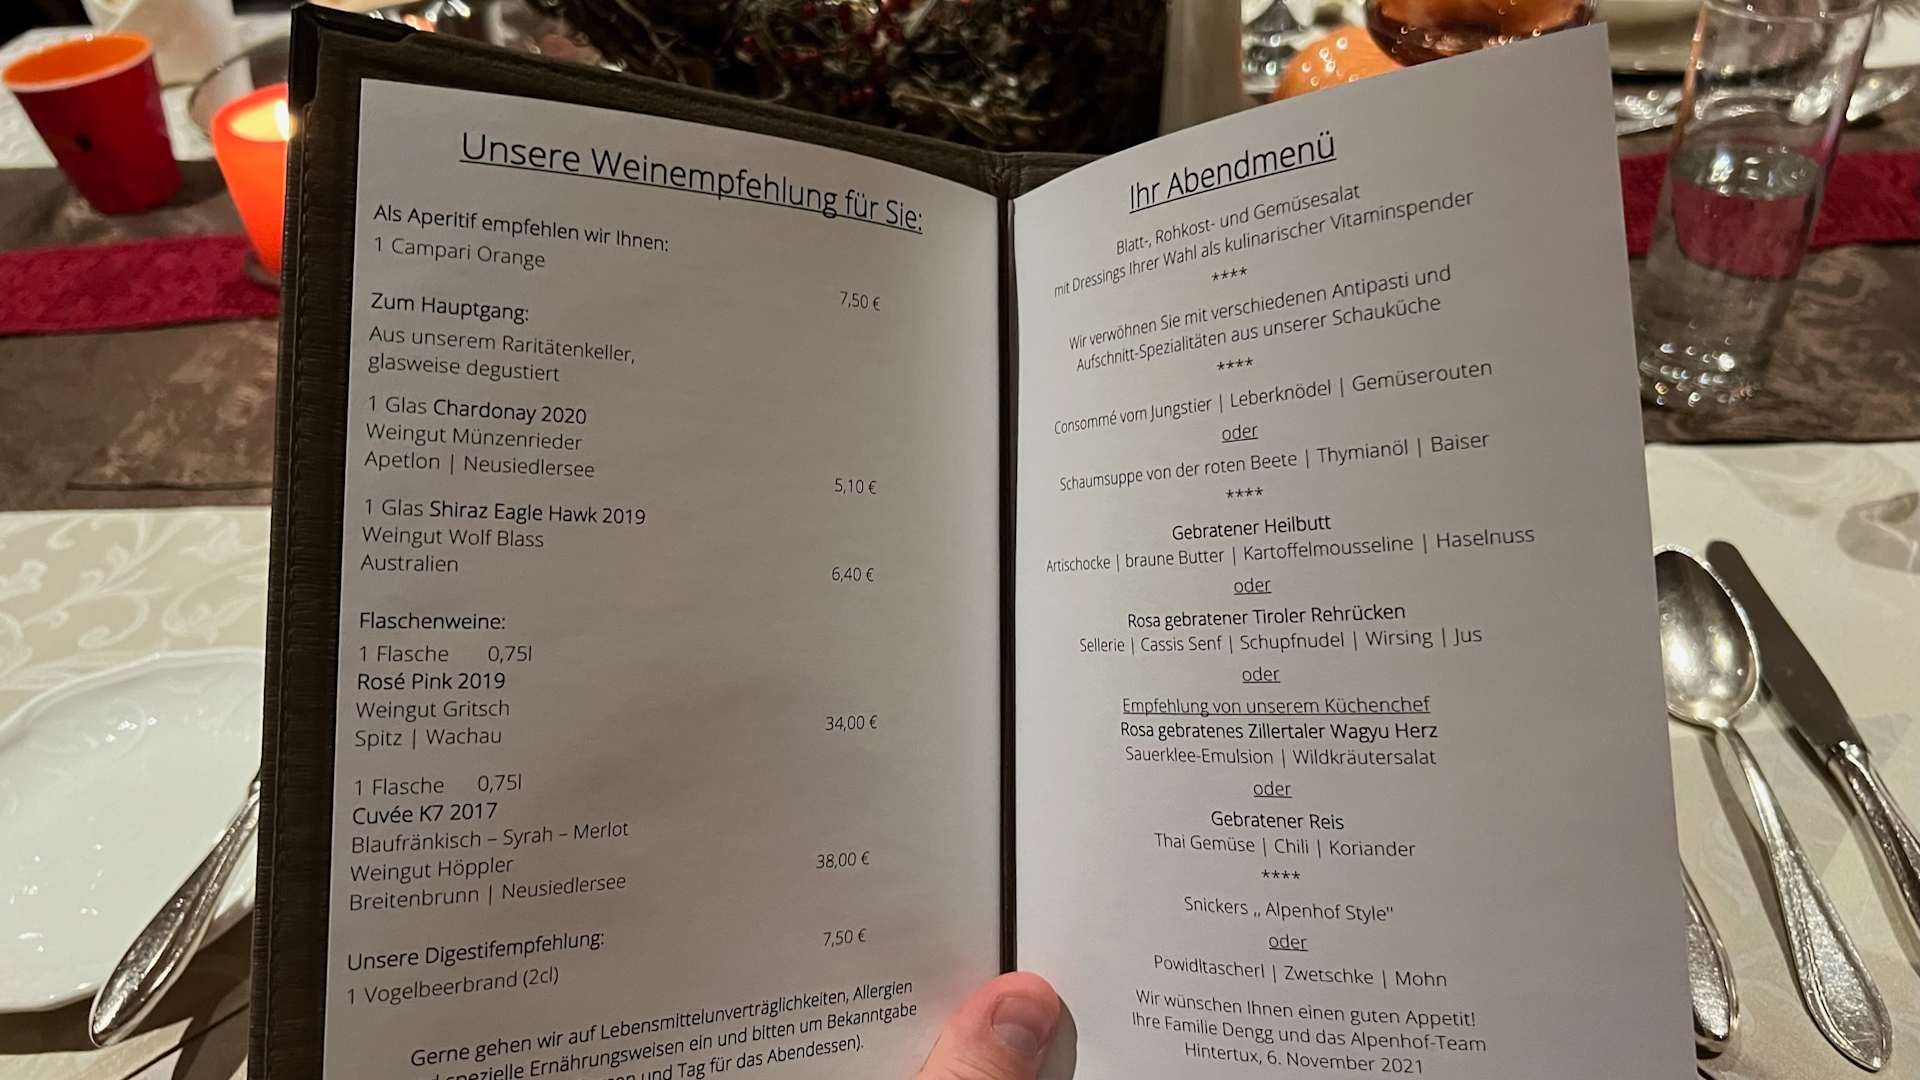 Unsere Weinempfehlung für Sie:
Als Aperitif empfehlen wir Ihnen:
1 Campari Orange
7,50 €
Zum Hauptgang:
Aus unserem Raritätenkeller,
glasweise degustiert
1 Glas Chardonay 2020
Weingut Münzenrieder
Apetlon | Neusiedlersee
5,10 €
1 Glas Shiraz Eagle Hawk 2019
Weingut Wolf Blass
Australien
6,40 €
Flaschenweine:
1 Flasche 0,75l
Rosé Pink 2019
Weingut Gritsch
34,00 €
Spitz | Wachau
1 Flasche 0,75l
Cuvée K7 2017
Blaufränkisch – Syrah – Merlot
Weingut Höppler
38,00 €
Breitenbrunn | Neusiedlersee
Unsere Digestifempfehlung:
7,50 €
1 Vogelbeerbrand (2cl)
Gerne gehen wir auf Lebensmittelunverträglichkeiten, Allergien
spezielle Ernährungsweisen ein und bitten um Bekanntgabe
und Tag für das Abendessen).
Ihr Abendmenü
Blatt-, Rohkost- und Gemüsesalat
mit Dressings Ihrer Wahl als kulinarischer Vitaminspender
****
Wir verwöhnen Sie mit verschiedenen Antipasti und
Aufschnitt-Spezialitäten aus unserer Schauküche
****
Consommé vom Jungstier | Leberknödel | Gemüserouten
oder
Schaumsuppe von der roten Beete | Thymianöl | Baiser
****
Gebratener Heilbutt
Artischocke | braune Butter | Kartoffelmousseline | Haselnuss
oder
Rosa gebratener Tiroler Rehrücken
Sellerie | Cassis Senf | Schupfnudel | Wirsing | Jus
oder
Empfehlung von unserem Küchenchef
Rosa gebratenes Zillertaler Wagyu Herz
Sauerklee-Emulsion | Wildkräutersalat
oder
Gebratener Reis
Thai Gemüse | Chili | Koriander
****
Snickers „ Alpenhof Style"
oder
Powidltascherl | Zwetschke | Mohn
Wir wünschen Ihnen einen guten Appetit!
Ihre Familie Dengg und das Alpenhof-Team
Hintertux, 6. November 2021